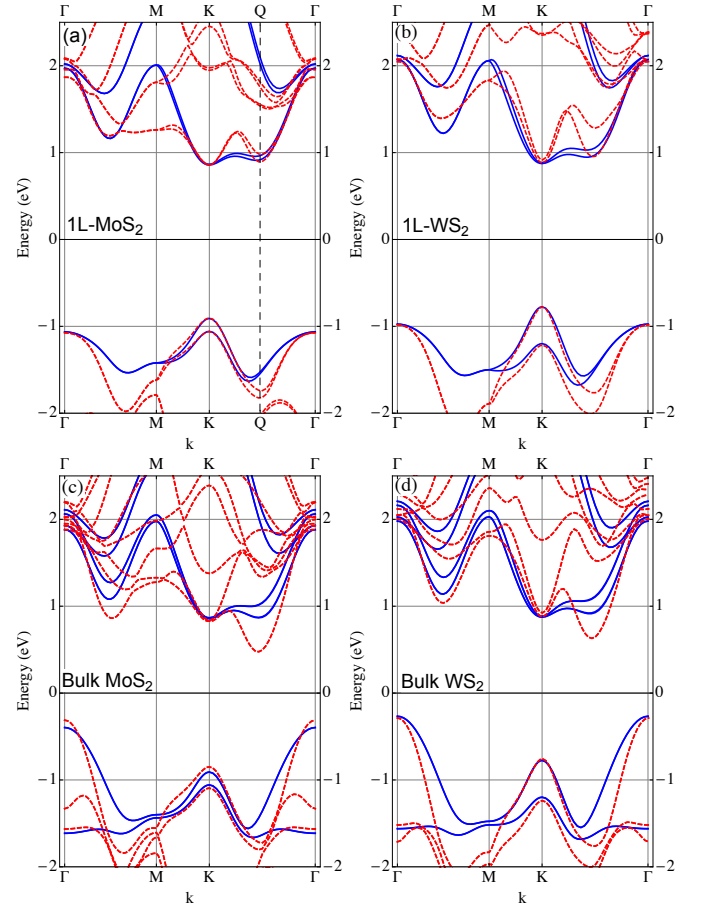 Γ M K Q Γ
Γ M K Γ
(a)
(b)
2
1
0
−1
−2
2
1
0
−1
−2
2
1
0
−1
−2
2
1
0
−1
−2
Energy (eV)
Energy (eV)
1L-MoS2
1L-WS2
Γ M K Q Γ
Γ M K Γ
k
k
Γ M K Γ
Γ M K Γ
(c)
(d)
2
1
0
−1
−2
2
1
0
−1
−2
2
1
0
−1
−2
2
1
0
−1
−2
Energy (eV)
Energy (eV)
Bulk MoS2
Bulk WS2
Γ M K Γ
Γ M K Γ
k
k